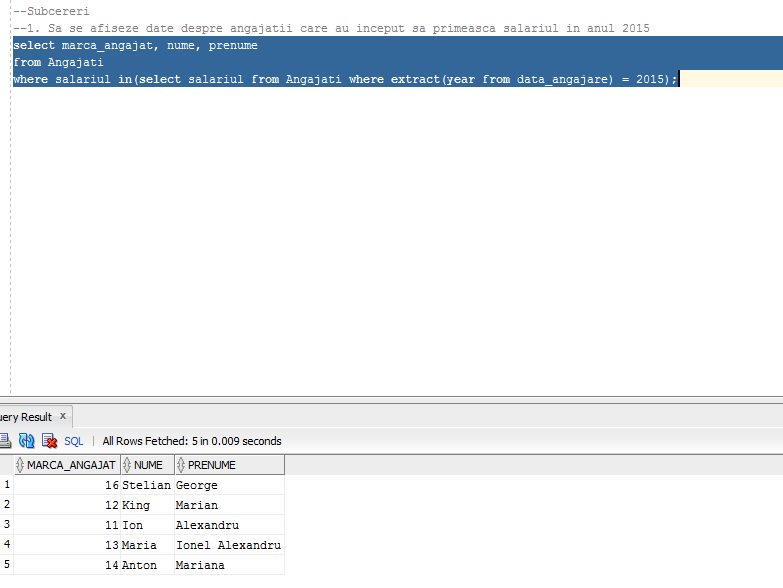 --Subcereri
--1. Sa se afiseze date despre angajatii care au inceput sa primeasca salariul in anul 2015
select marca_angajat, nume, prenume
from Angajati
where salariul in(select salariul from Angajati where extract(year from data_angajare) = 2015);
uery Result x
SQL | All Rows Fetched: 5 in 0.009 seconds
MARCA_ANGAJAT NUME PRENUME
1 16 Stelian George
2 12 King Marian
3 11 Ion Alexandru
4 13 Maria Ionel Alexandru
5 14 Anton Mariana